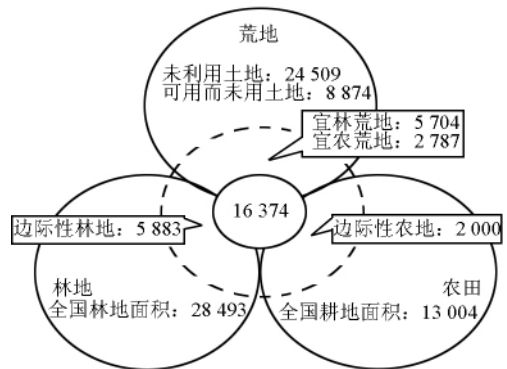 荒地
未利用土地：24 509
可用而未用土地：8 874
宜林荒地：5 704
宜农荒地：2 787
16 374
边际性林地：5 883
边际性农地：2 000
林地
全国林地面积：28 493
农田
全国耕地面积：13 004